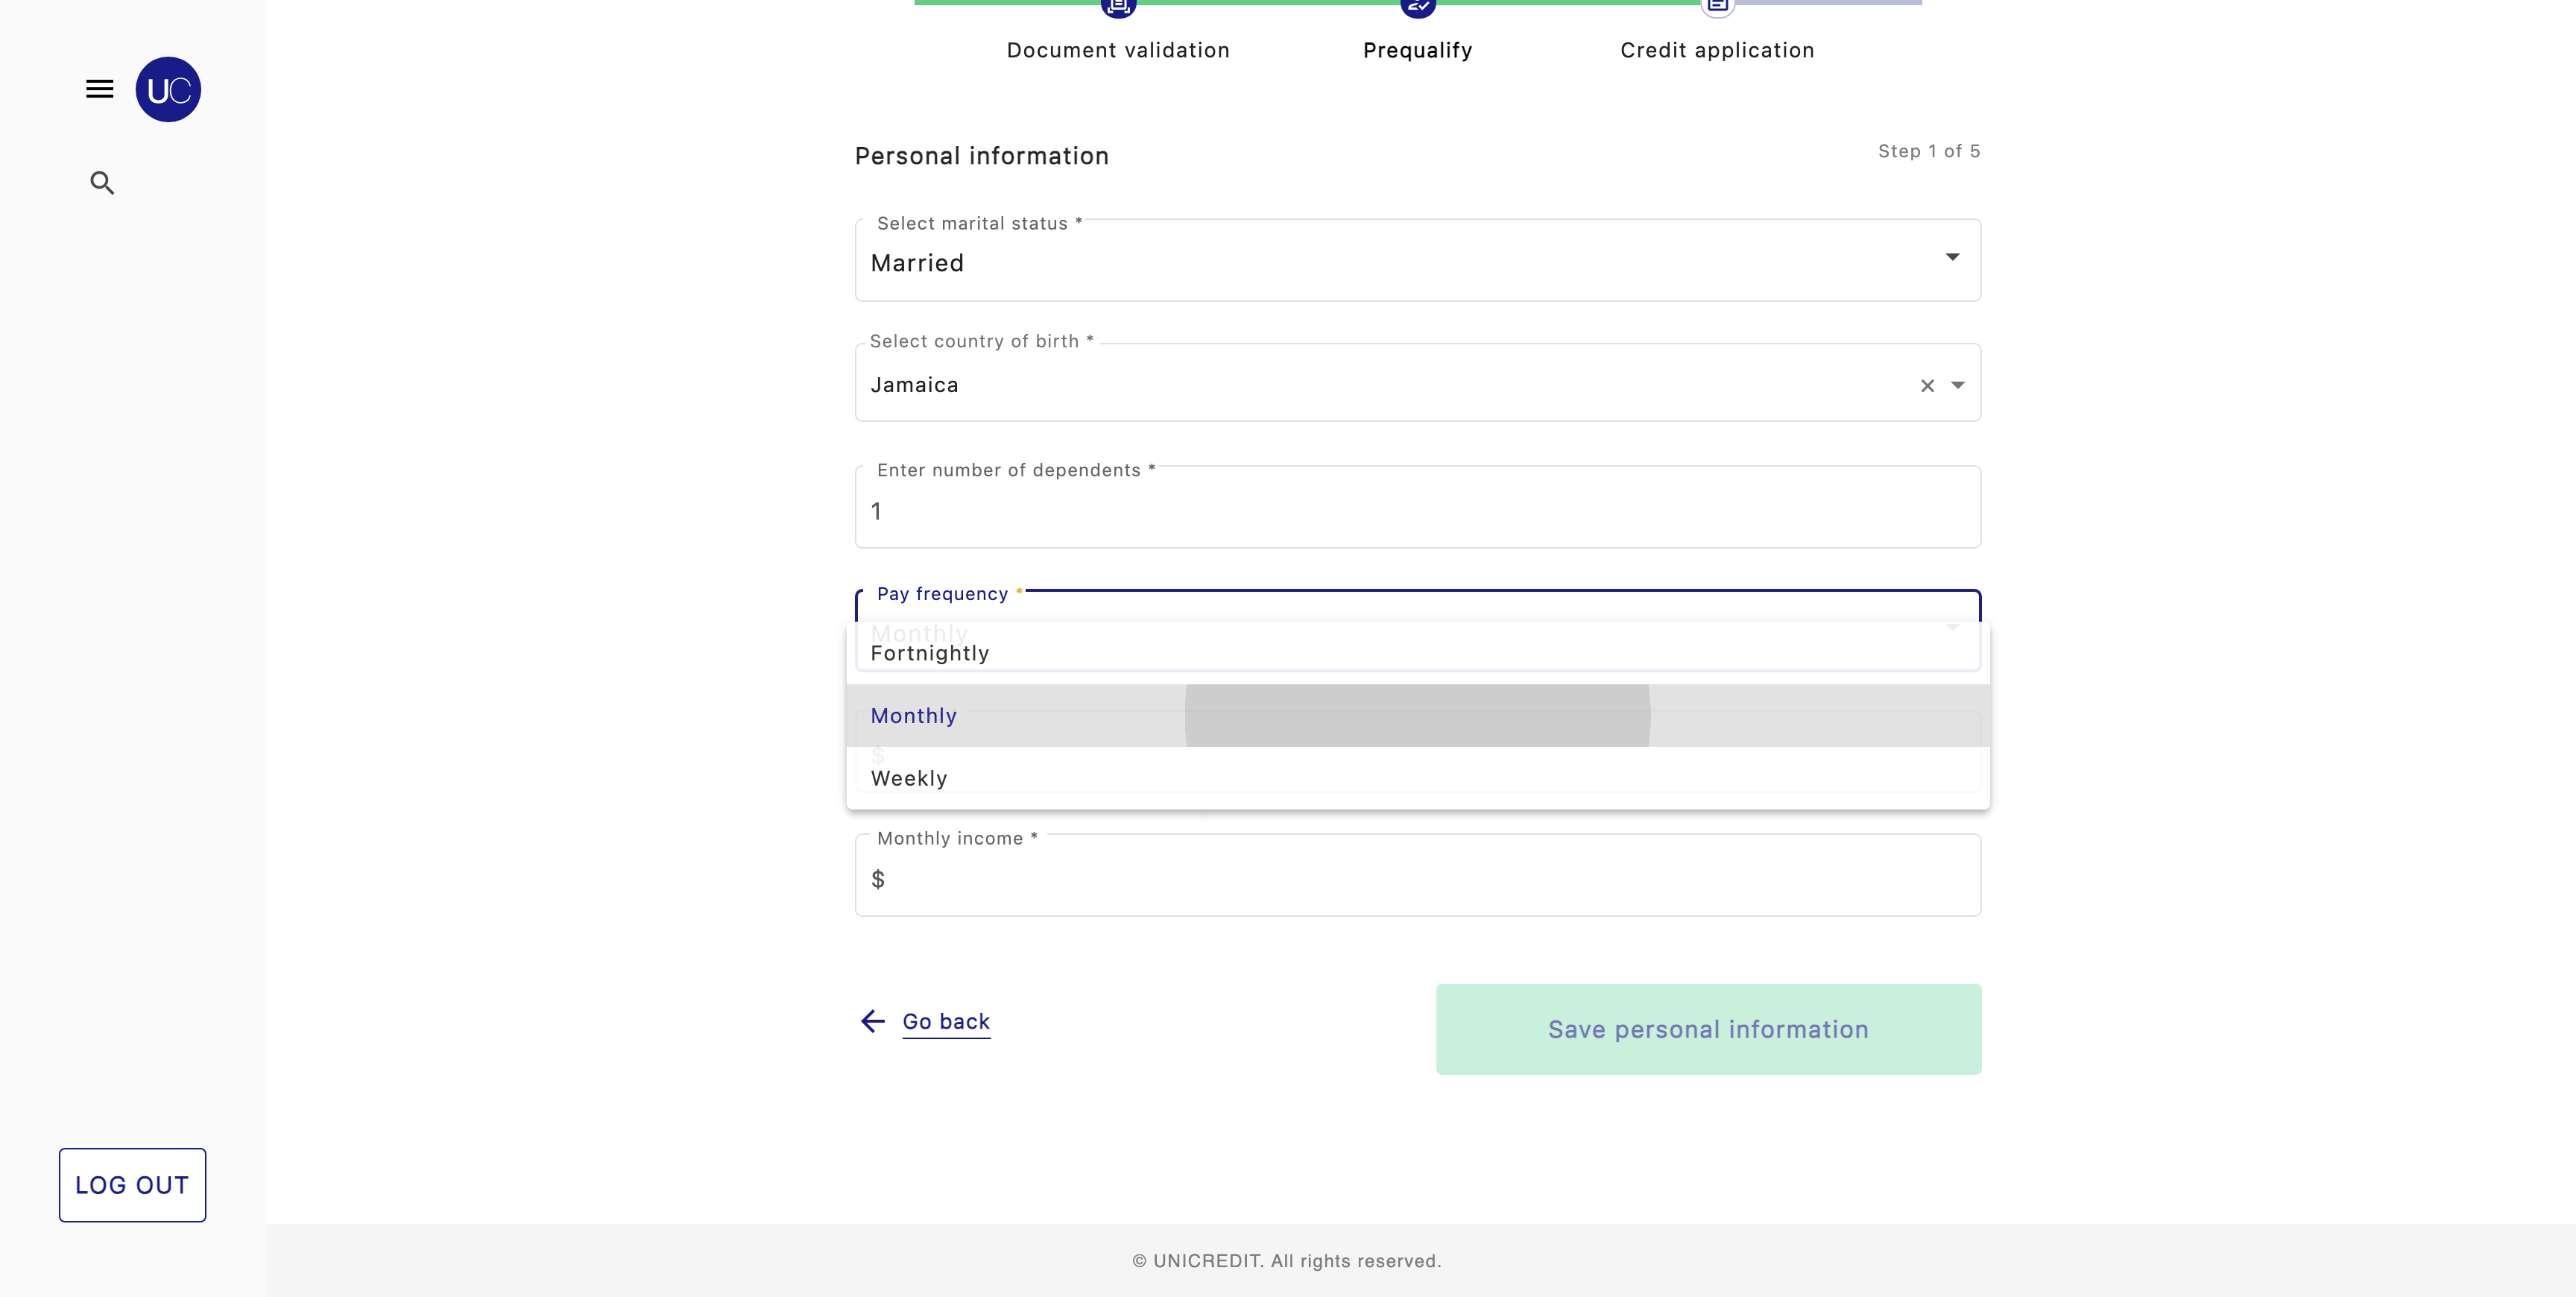 Document validation
Prequalify
Credit application
UC
Personal information
Step 1 of 5
Select marital status *
Married
Select country of birth *
Jamaica
Enter number of dependents *
1
Pay frequency *
Monthly
Fortnightly
Monthly
$
Weekly
Monthly income *
$
Go back
Save personal information
LOG OUT
© UNICREDIT. All rights reserved.